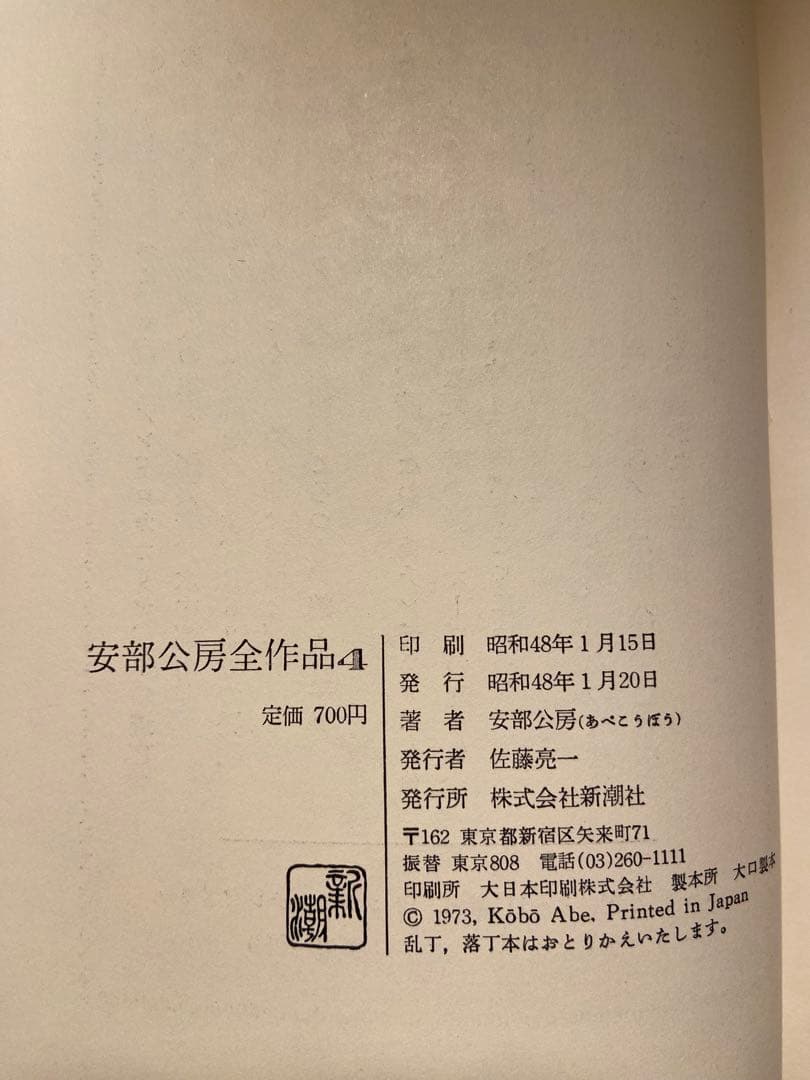 安部公房全作品4
定価 700円
新潮
印 刷 昭和48年1月15日
発 行 昭和48年1月20日
著 者 安部公房(あべこうぼう)
発行者 佐藤亮一
発行所 株式会社新潮社
〒162 東京都新宿区矢来町71
振替 東京808 電話(03)260-1111
印刷所 大日本印刷株式会社 製本所 大口製本
© 1973, Kōbō Abe, Printed in Japan
乱丁，落丁本はおとりかえいたします。